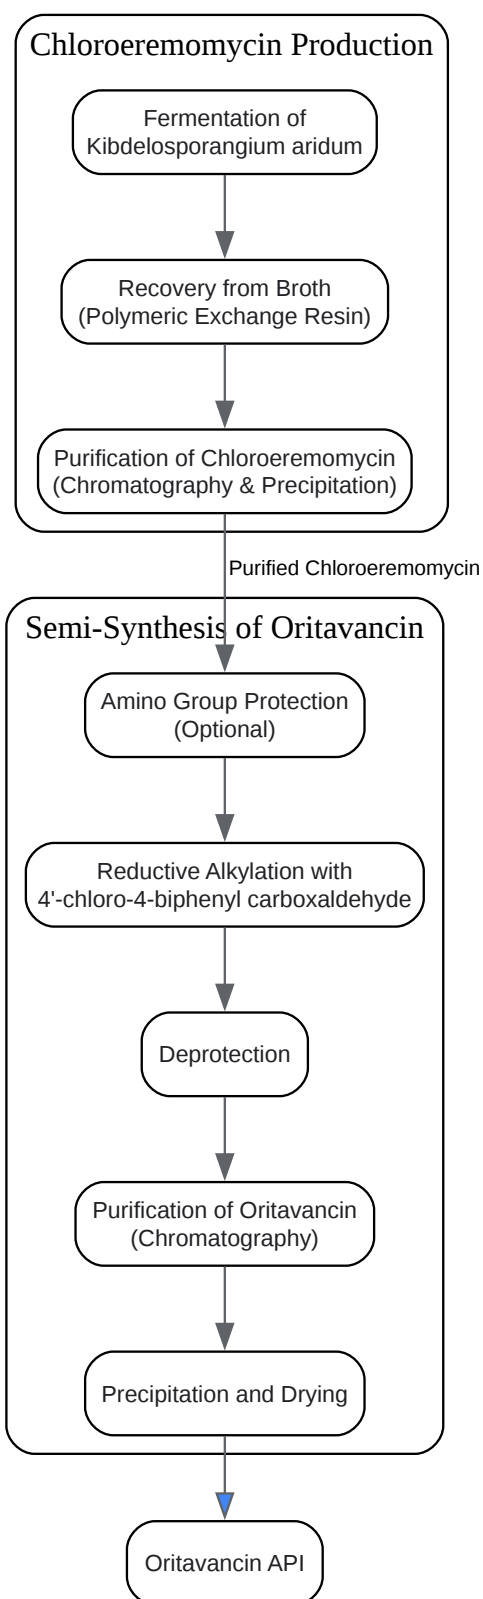 Chloroeremomycin Production
Fermentation of
Kibdelosporangium aridum
Recovery from Broth
(Polymeric Exchange Resin)
Purification of Chloroeremomycin
(Chromatography & Precipitation)
Purified Chloroeremomycin
Semi-Synthesis of Oritavancin
Amino Group Protection
(Optional)
Reductive Alkylation with
4'-chloro-4-biphenyl carboxaldehyde
Deprotection
Purification of Oritavancin
(Chromatography)
Precipitation and Drying
Oritavancin API